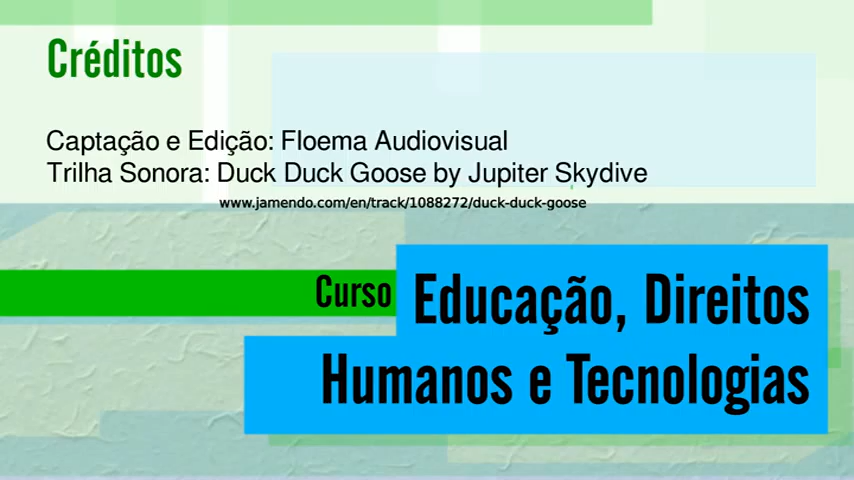 Créditos
Captação e Edição: Floema Audiovisual
Trilha Sonora: Duck Duck Goose by Jupiter Skydive
www.jamendo.com/en/track/1088272/duck-duck-goose
Curso Educação, Direitos
Humanos e Tecnologias